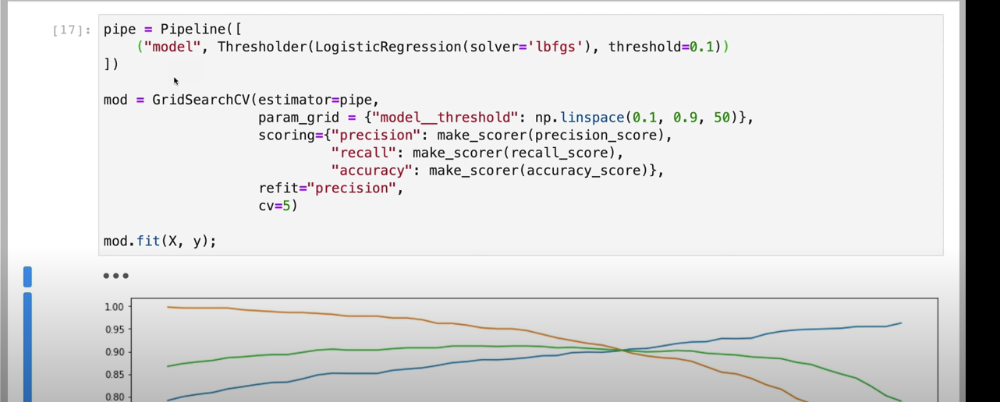 [17]: pipe = Pipeline([
("model", Thresholder(LogisticRegression(solver='lbfgs'), threshold=0.1))
])
mod = GridSearchCV(estimator=pipe,
param_grid = {"model__threshold": np.linspace(0.1, 0.9, 50)},
scoring={"precision": make_scorer(precision_score),
"recall": make_scorer(recall_score),
"accuracy": make_scorer(accuracy_score)},
refit="precision",
cv=5)
mod.fit(X, y);
•••
1.00
0.95
0.90
0.85
0.80